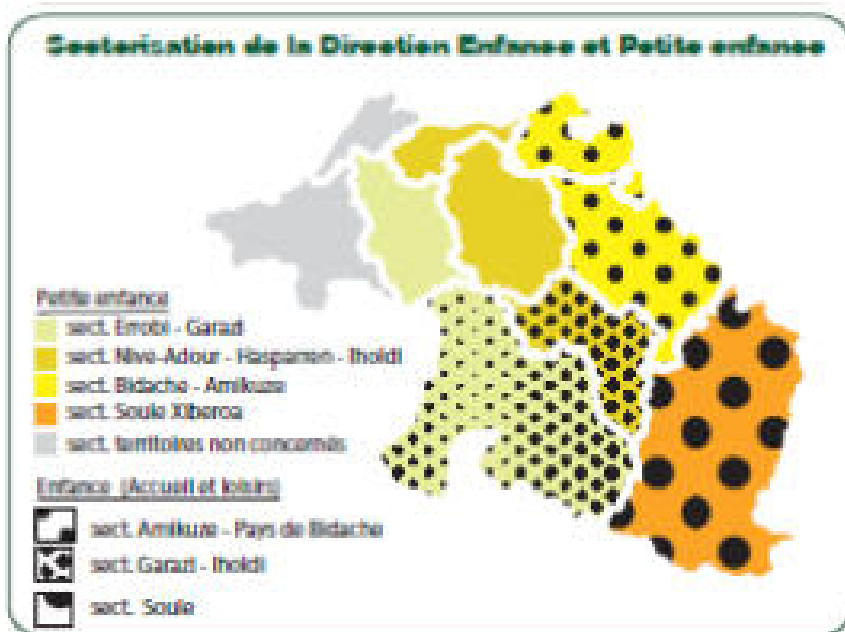 Sectorisation de la Direction Enfance et Petite enfance
Petite enfance
sect. Errobi - Garazi
sect. Nive-Adour - Hasparren - Iholdi
sect. Bidache - Amikuze
sect. Soule Xiberoa
sect. territoires non concernés
Enfance (Accueil et loisirs)
sect. Amikuze - Pays de Bidache
sect. Garazi - Iholdi
sect. Soule